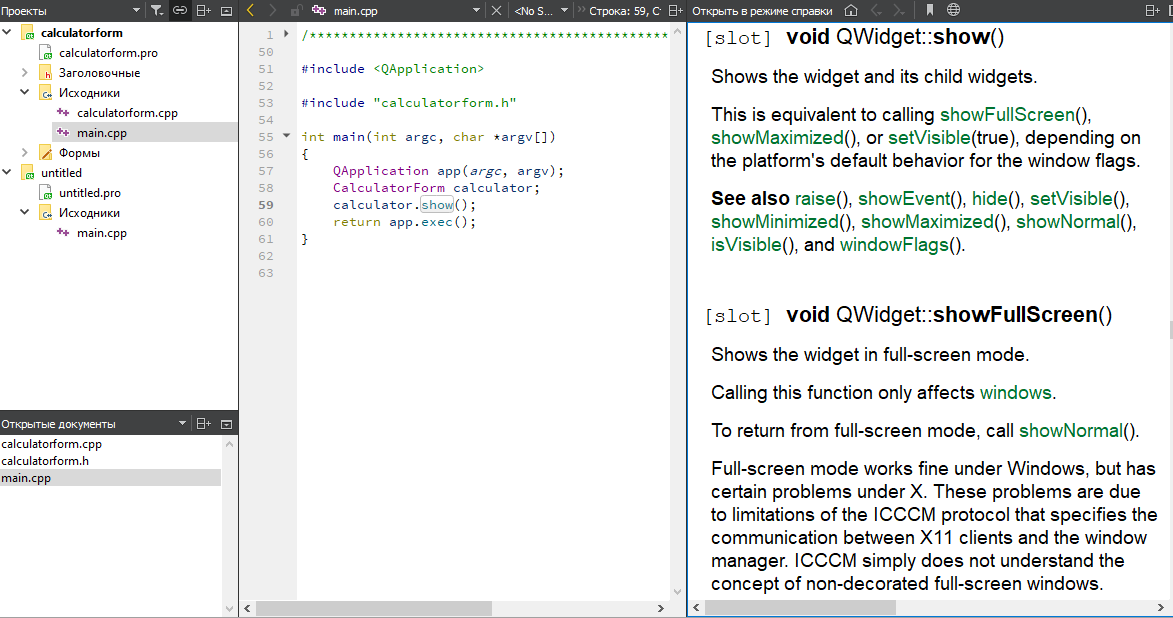 Проекты
calculatorform
calculatorform.pro
Заголовочные
Исходники
calculatorform.cpp
main.cpp
Формы
untitled
untitled.pro
Исходники
main.cpp
Открытые документы
calculatorform.cpp
calculatorform.h
main.cpp
main.cpp <No S... Строка: 59, С
1 /*********************************************
50
51 #include <QApplication>
52
53 #include "calculatorform.h"
54
55 int main(int argc, char *argv[])
56 {
57 QApplication app(argc, argv);
58 CalculatorForm calculator;
59 calculator.show();
60 return app.exec();
61 }
62
63
Открыть в режиме справки
[slot] void QWidget::show()
Shows the widget and its child widgets.
This is equivalent to calling showFullScreen(),
showMaximized(), or setVisible(true), depending on
the platform's default behavior for the window flags.
See also raise(), showEvent(), hide(), setVisible(),
showMinimized(), showMaximized(), showNormal(),
isVisible(), and windowFlags().
[slot] void QWidget::showFullScreen()
Shows the widget in full-screen mode.
Calling this function only affects windows.
To return from full-screen mode, call showNormal().
Full-screen mode works fine under Windows, but has
certain problems under X. These problems are due
to limitations of the ICCCM protocol that specifies the
communication between X11 clients and the window
manager. ICCCM simply does not understand the
concept of non-decorated full-screen windows.